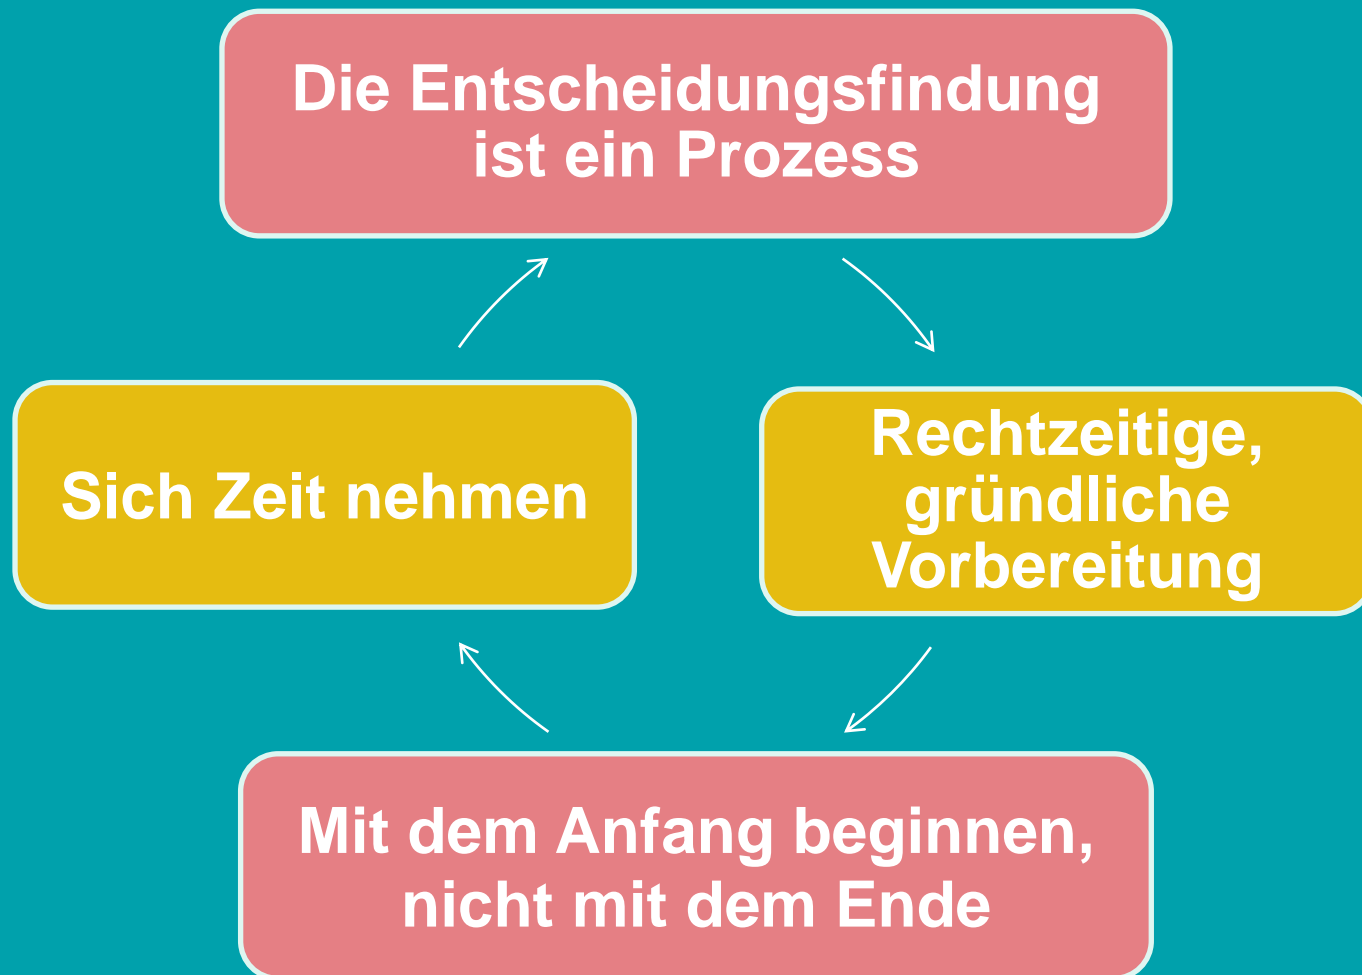 Die Entscheidungsfindung
ist ein Prozess
Sich Zeit nehmen
Rechtzeitige,
gründliche
Vorbereitung
Mit dem Anfang beginnen,
nicht mit dem Ende